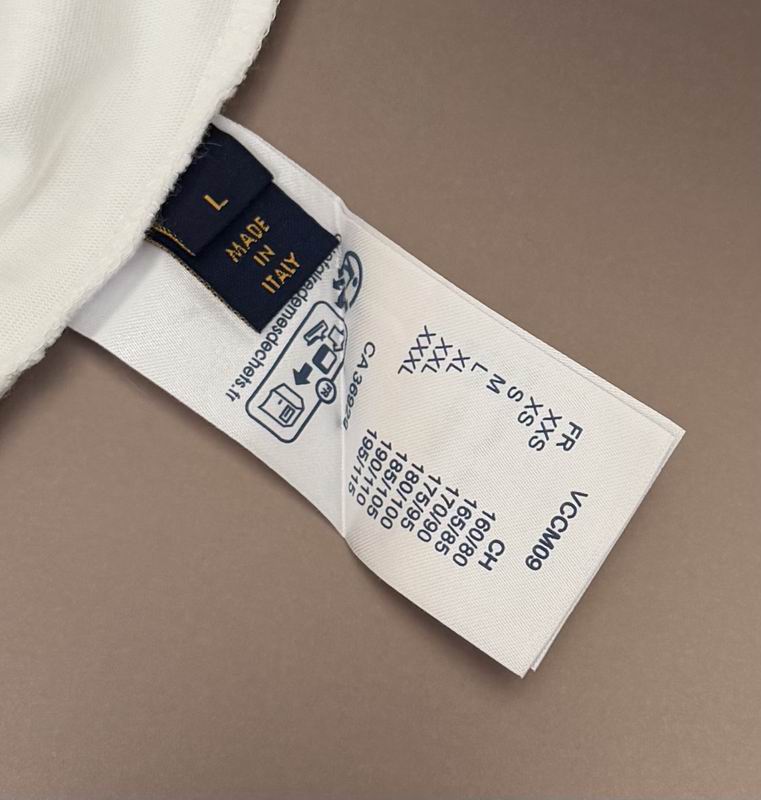 L
MADE
IN
ITALY
VCCM09
FR CH
XXS 160/80
XS 165/85
S 170/90
M 175/95
L 180/100
XL 185/105
XXL 190/110
XXXL 195/115
CA
FR